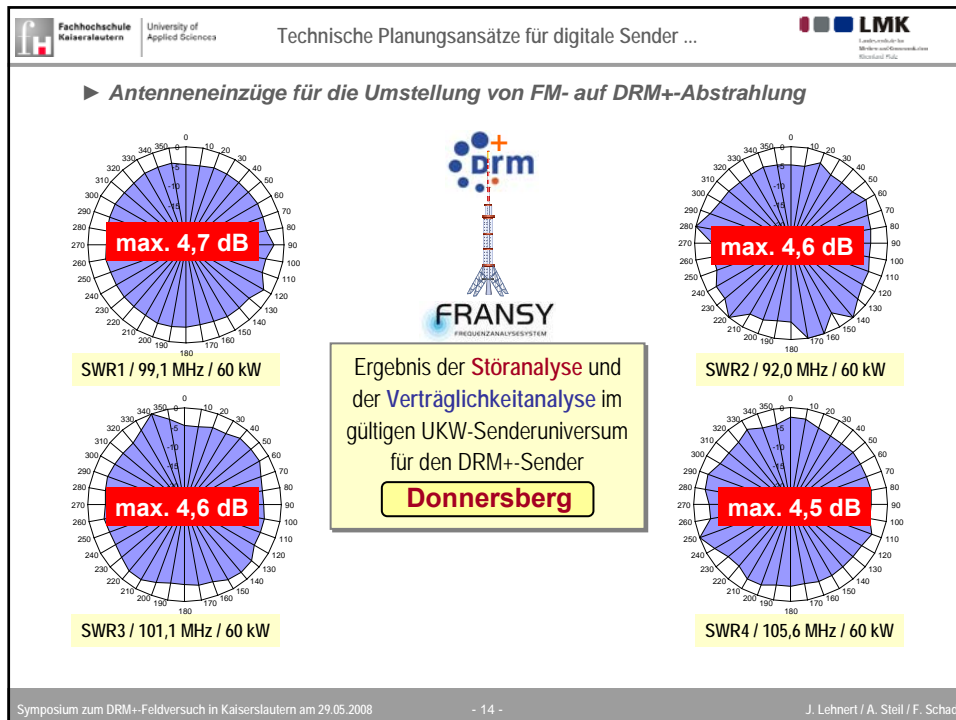 Fachhochschule
Kaiserslautern
University of
Applied Sciences
Technische Planungsansätze für digitale Sender ...
LMK
► Antenneneinzüge für die Umstellung von FM- auf DRM+-Abstrahlung
max. 4,7 dB
SWR1 / 99,1 MHz / 60 kW
Drm
FRANSY
FREQUENZANALYSESYSTEM
max. 4,6 dB
SWR2 / 92,0 MHz / 60 kW
Ergebnis der Störanalyse und
der Verträglichkeitanalyse im
gültigen UKW-Senderuniversum
für den DRM+-Sender
Donnersberg
max. 4,6 dB
SWR3 / 101,1 MHz / 60 kW
max. 4,5 dB
SWR4 / 105,6 MHz / 60 kW
Symposium zum DRM+-Feldversuch in Kaiserslautern am 29.05.2008
- 14 -
J. Lehnert / A. Steil / F. Schad